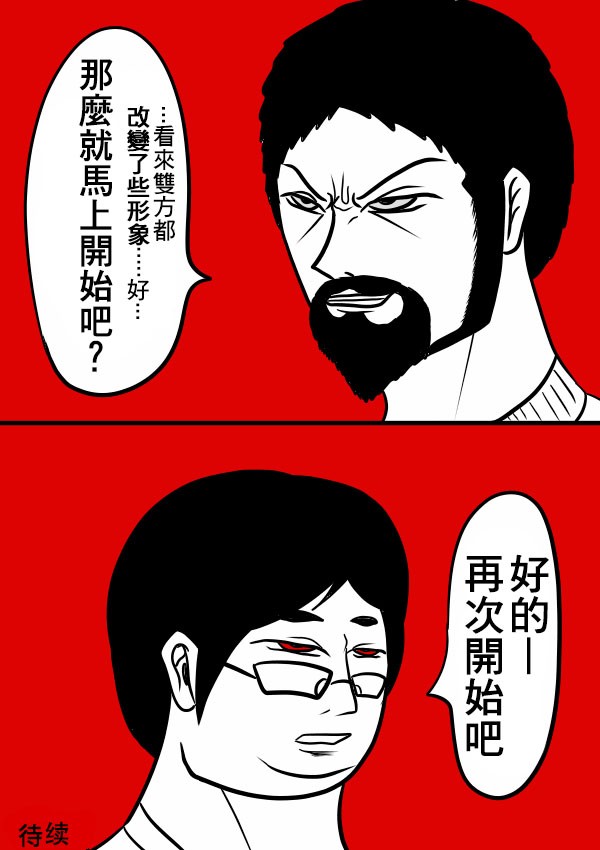 …看來雙方都
改變了些形象……好…
那麼就馬上開始吧？
好的—
再次開始吧
待续